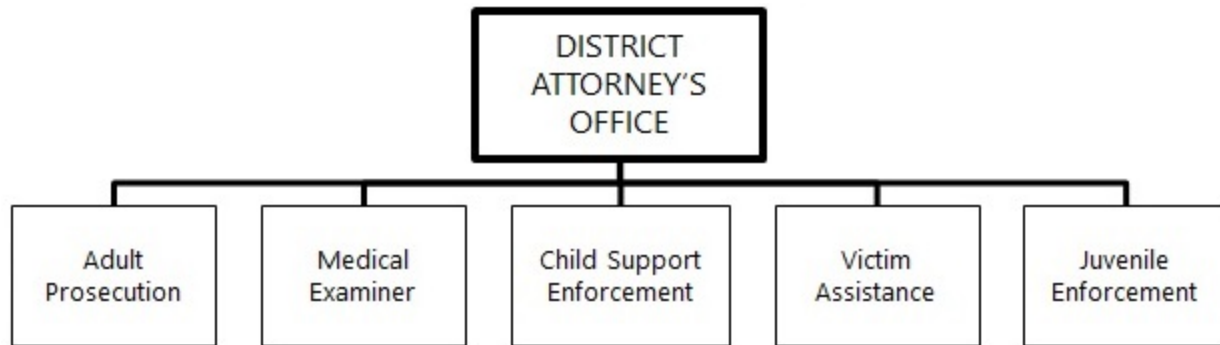 DISTRICT
ATTORNEY’S
OFFICE
Adult
Prosecution
Medical
Examiner
Child Support
Enforcement
Victim
Assistance
Juvenile
Enforcement